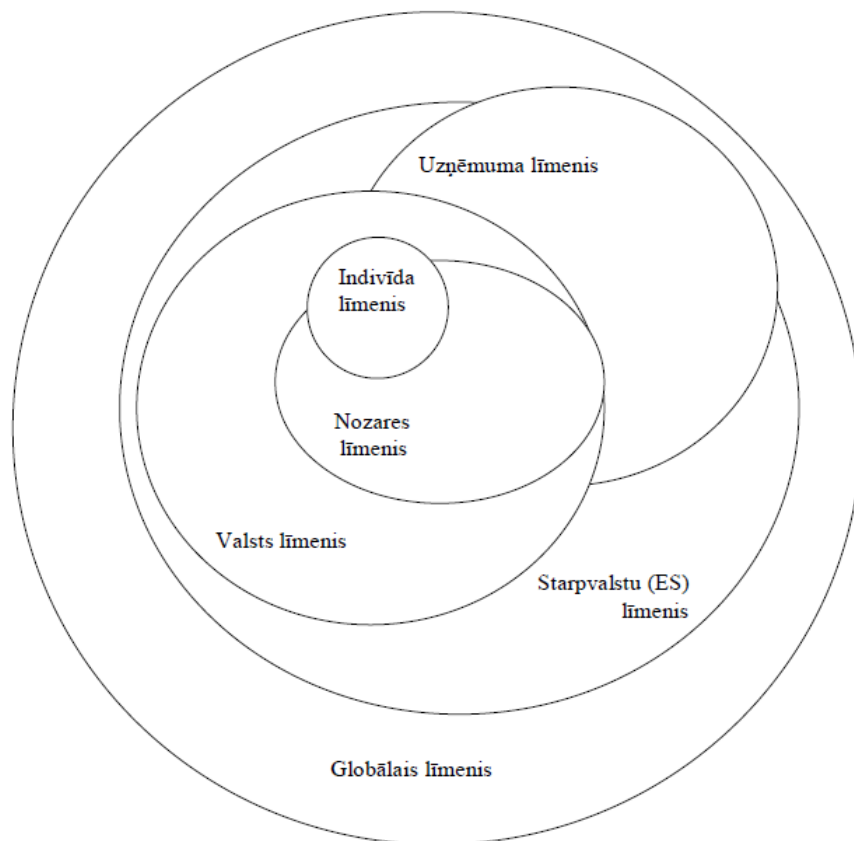 Uzņēmuma līmenis
Indivīda
līmenis
Nozares
līmenis
Valsts līmenis
Starpvalstu (ES)
līmenis
Globālais līmenis